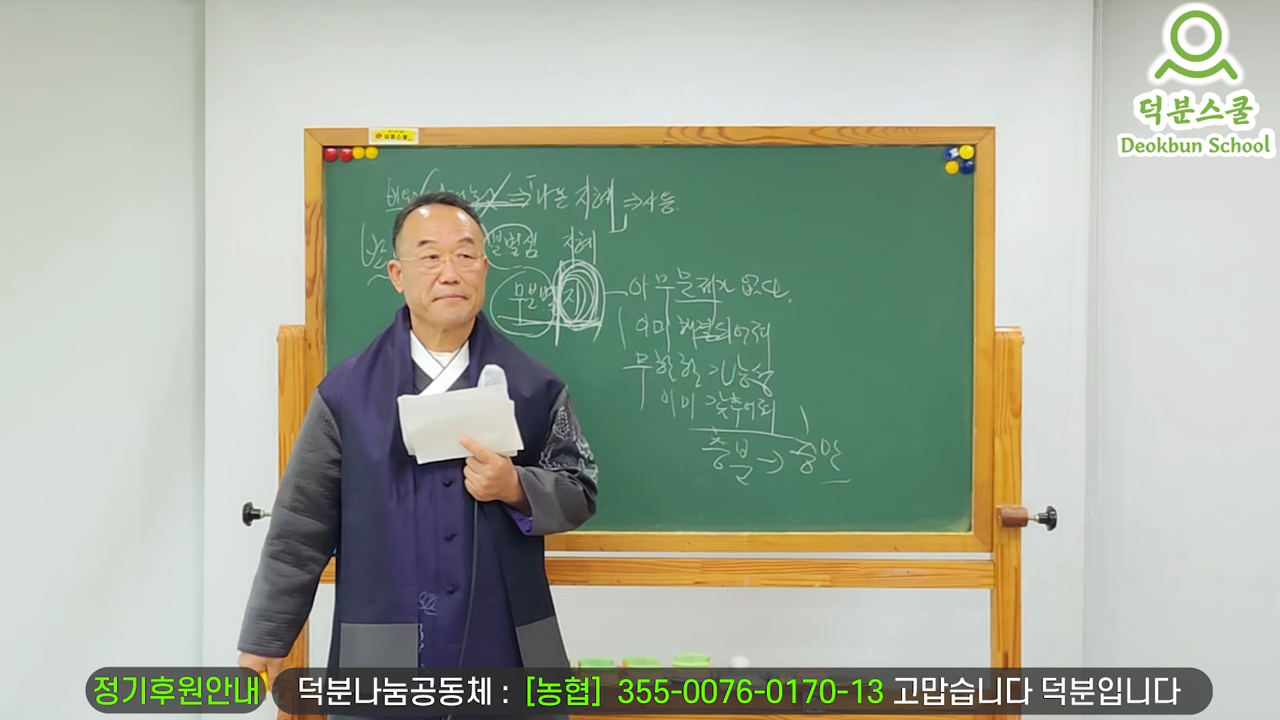 덕분스쿨
Deokbun School
⇒「나눈 지혜」⇒사용.
분별심 지혜
무분별지
아무 문제가 없다.
이미 해결되어져
무한한 가능성
이미 갖추어져
충분 →
정기후원안내 덕분나눔공동체 : [농협] 355-0076-0170-13 고맙습니다 덕분입니다